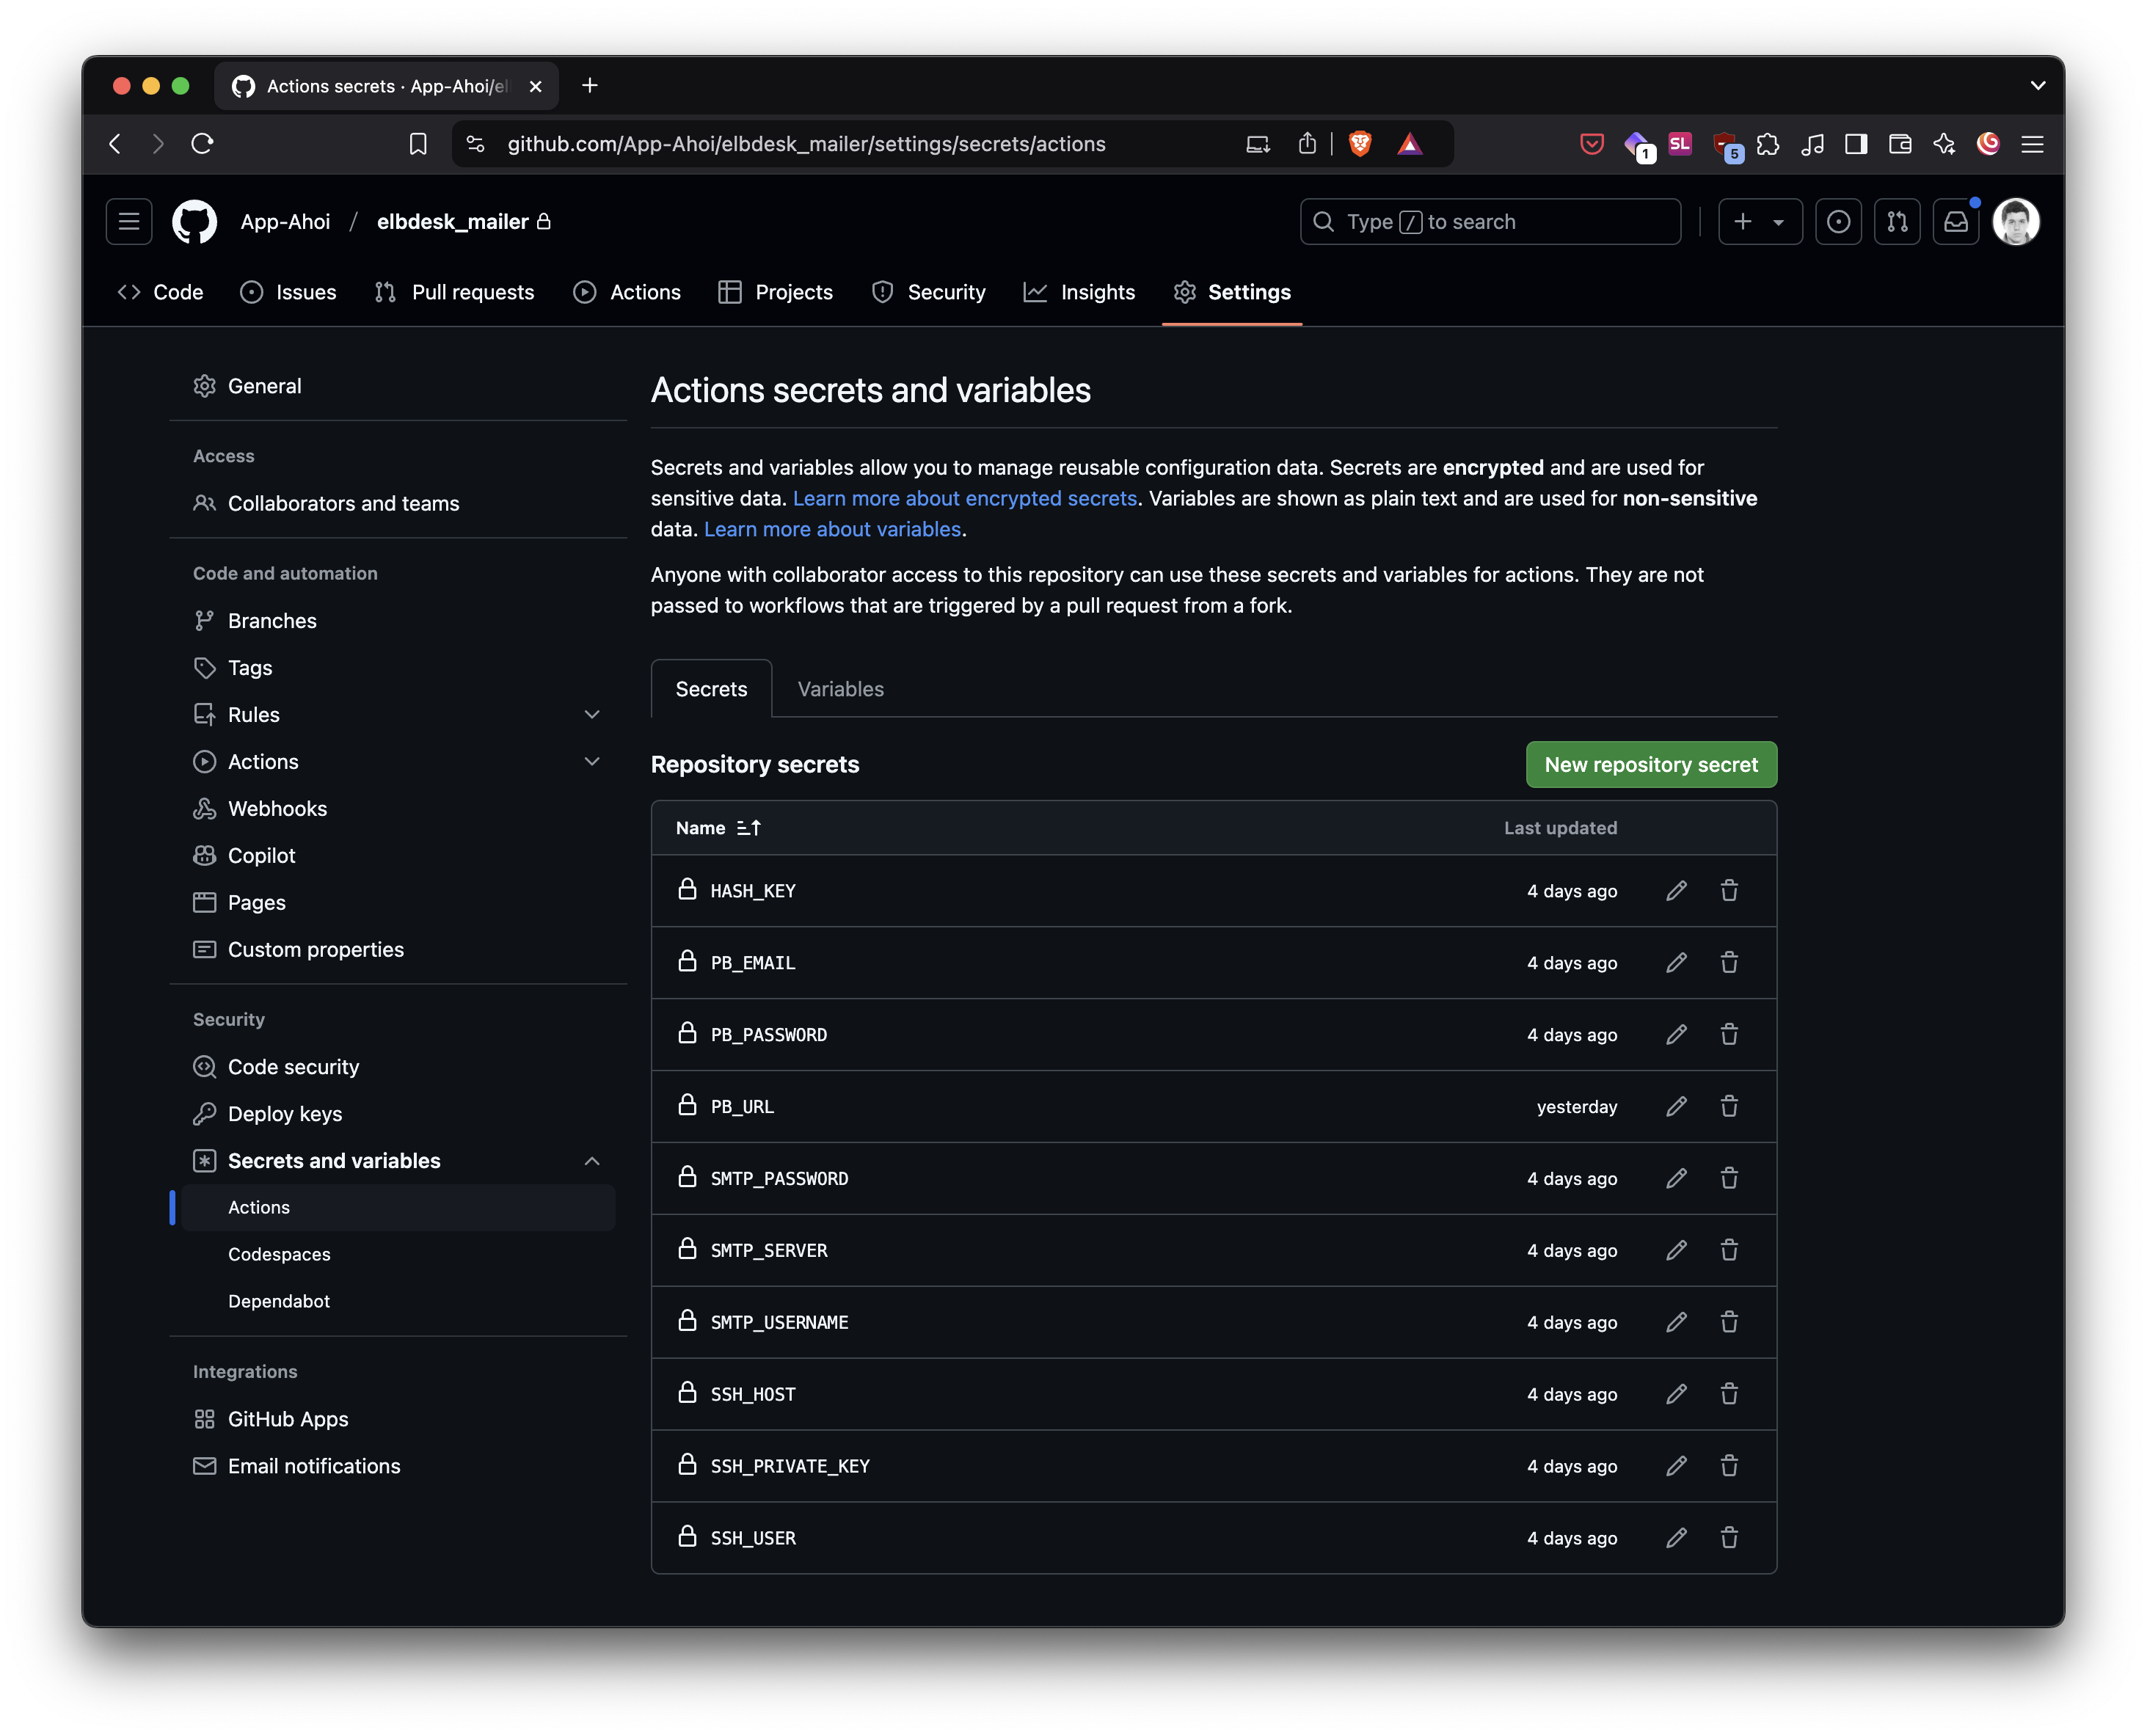 Actions secrets · App-Ahoi/el
github.com/App-Ahoi/elbdesk_mailer/settings/secrets/actions
SL
1
5
App-Ahoi / elbdesk_mailer
Type / to search
Code
Issues
Pull requests
Actions
Projects
Security
Insights
Settings
General
Access
Collaborators and teams
Code and automation
Branches
Tags
Rules
Actions
Webhooks
Copilot
Pages
Custom properties
Security
Code security
Deploy keys
Secrets and variables
Actions
Codespaces
Dependabot
Integrations
GitHub Apps
Email notifications
Actions secrets and variables
Secrets and variables allow you to manage reusable configuration data. Secrets are encrypted and are used for
sensitive data. Learn more about encrypted secrets. Variables are shown as plain text and are used for non-sensitive
data. Learn more about variables.
Anyone with collaborator access to this repository can use these secrets and variables for actions. They are not
passed to workflows that are triggered by a pull request from a fork.
Secrets
Variables
Repository secrets
New repository secret
Name
Last updated
HASH_KEY 4 days ago
PB_EMAIL 4 days ago
PB_PASSWORD 4 days ago
PB_URL yesterday
SMTP_PASSWORD 4 days ago
SMTP_SERVER 4 days ago
SMTP_USERNAME 4 days ago
SSH_HOST 4 days ago
SSH_PRIVATE_KEY 4 days ago
SSH_USER 4 days ago